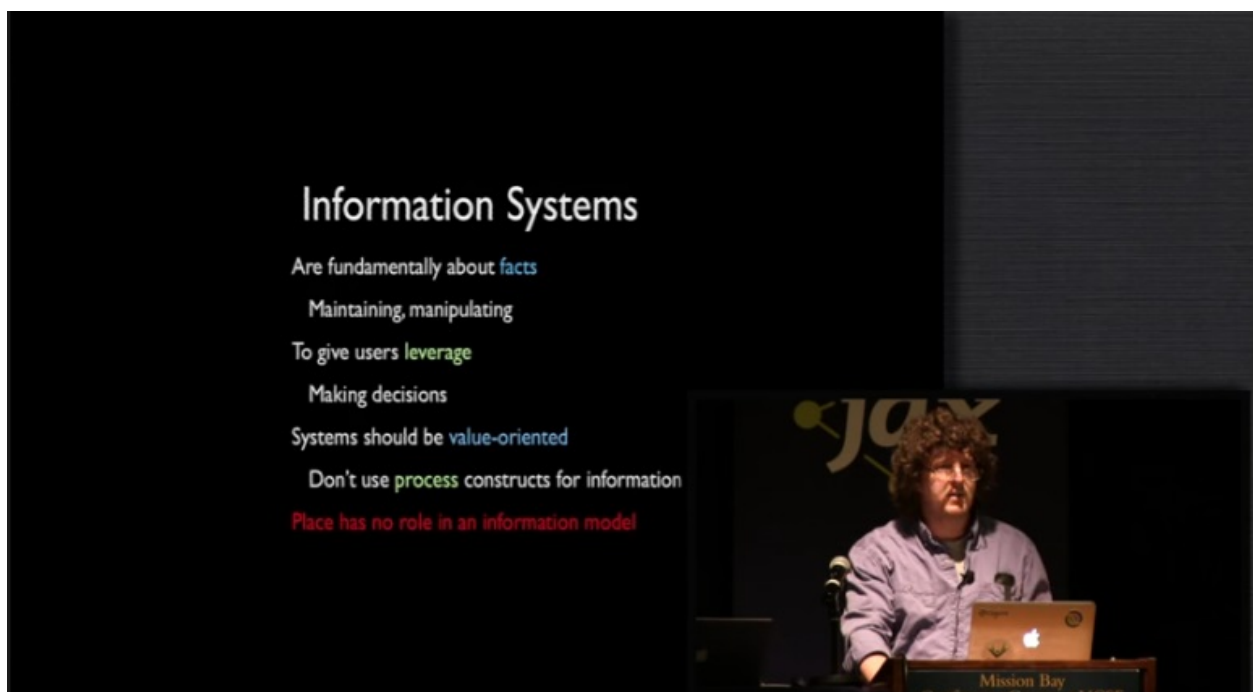 Information Systems
Are fundamentally about facts
Maintaining, manipulating
To give users leverage
Making decisions
Systems should be value-oriented
Don't use process constructs for information
Place has no role in an information model
jax
Mission Bay